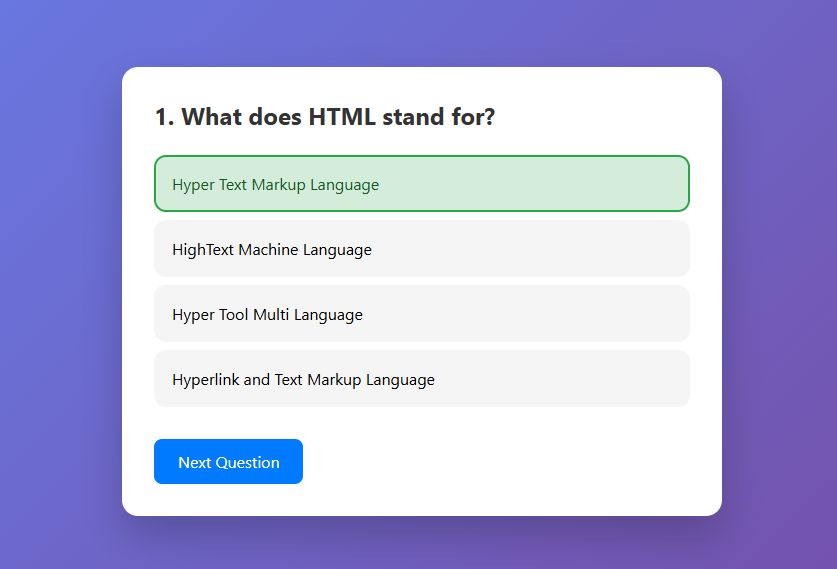 1. What does HTML stand for?
Hyper Text Markup Language
HighText Machine Language
Hyper Tool Multi Language
Hyperlink and Text Markup Language
Next Question